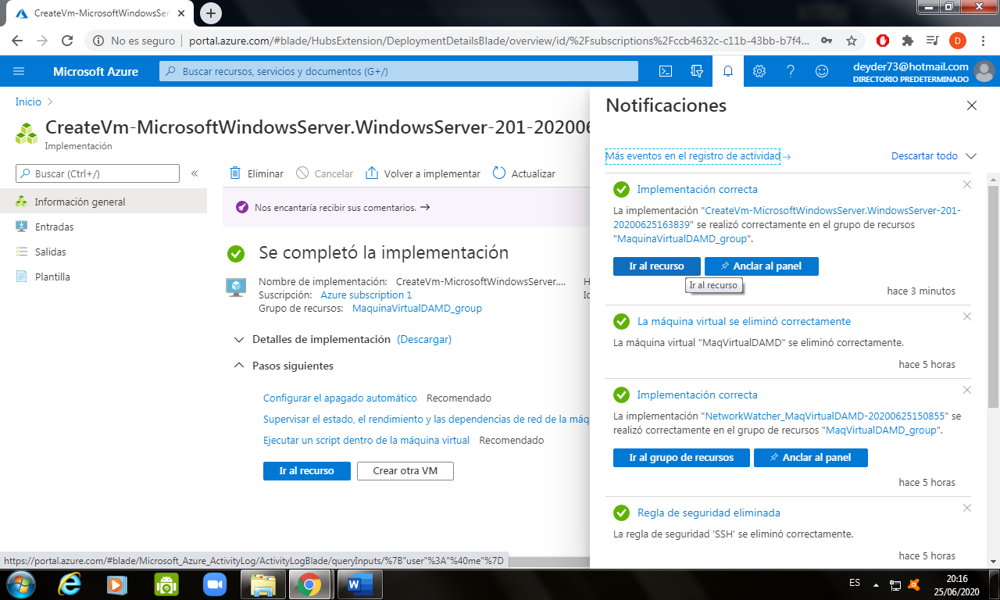 CreateVm-MicrosoftWindowsServer
No es seguro | portal.azure.com/#blade/HubsExtension/DeploymentDetailsBlade/overview/id/%2Fsubscriptions%2Fccb4632c-c11b-43bb-b7f4...
D
Microsoft Azure
Buscar recursos, servicios y documentos (G+/)
deyder73@hotmail.com
DIRECTORIO PREDETERMINADO
Inicio >
CreateVm-MicrosoftWindowsServer.WindowsServer-201-202006
Implementación
Buscar (Ctrl+/)
Información general
Entradas
Salidas
Plantilla
Eliminar
Cancelar
Volver a implementar
Actualizar
Nos encantaría recibir sus comentarios. →
Se completó la implementación
Nombre de implementación: CreateVm-MicrosoftWindowsServer....
Suscripción: Azure subscription 1
Grupo de recursos: MaquinaVirtualDAMD_group
Detalles de implementación (Descargar)
Pasos siguientes
Configurar el apagado automático Recomendado
Supervisar el estado, el rendimiento y las dependencias de red de la máq
Ejecutar un script dentro de la máquina virtual Recomendado
Ir al recurso
Crear otra VM
Notificaciones
Más eventos en el registro de actividad →
Descartar todo
Implementación correcta
La implementación "CreateVm-MicrosoftWindowsServer.WindowsServer-201-
20200625163839" se realizó correctamente en el grupo de recursos
"MaquinaVirtualDAMD_group".
Ir al recurso
Anclar al panel
Ir al recurso
hace 3 minutos
La máquina virtual se eliminó correctamente
La máquina virtual "MaqVirtualDAMD" se eliminó correctamente.
hace 5 horas
Implementación correcta
La implementación "NetworkWatcher_MaqVirtualDAMD-20200625150855" se
realizó correctamente en el grupo de recursos "MaqVirtualDAMD_group".
Ir al grupo de recursos
Anclar al panel
hace 5 horas
Regla de seguridad eliminada
La regla de seguridad 'SSH' se eliminó correctamente.
hace 5 horas
https://portal.azure.com/#blade/Microsoft_Azure_ActivityLog/ActivityLogBlade/queryInputs/%7B"user"%3A"%40me"%7D
ES
20:16
25/06/2020